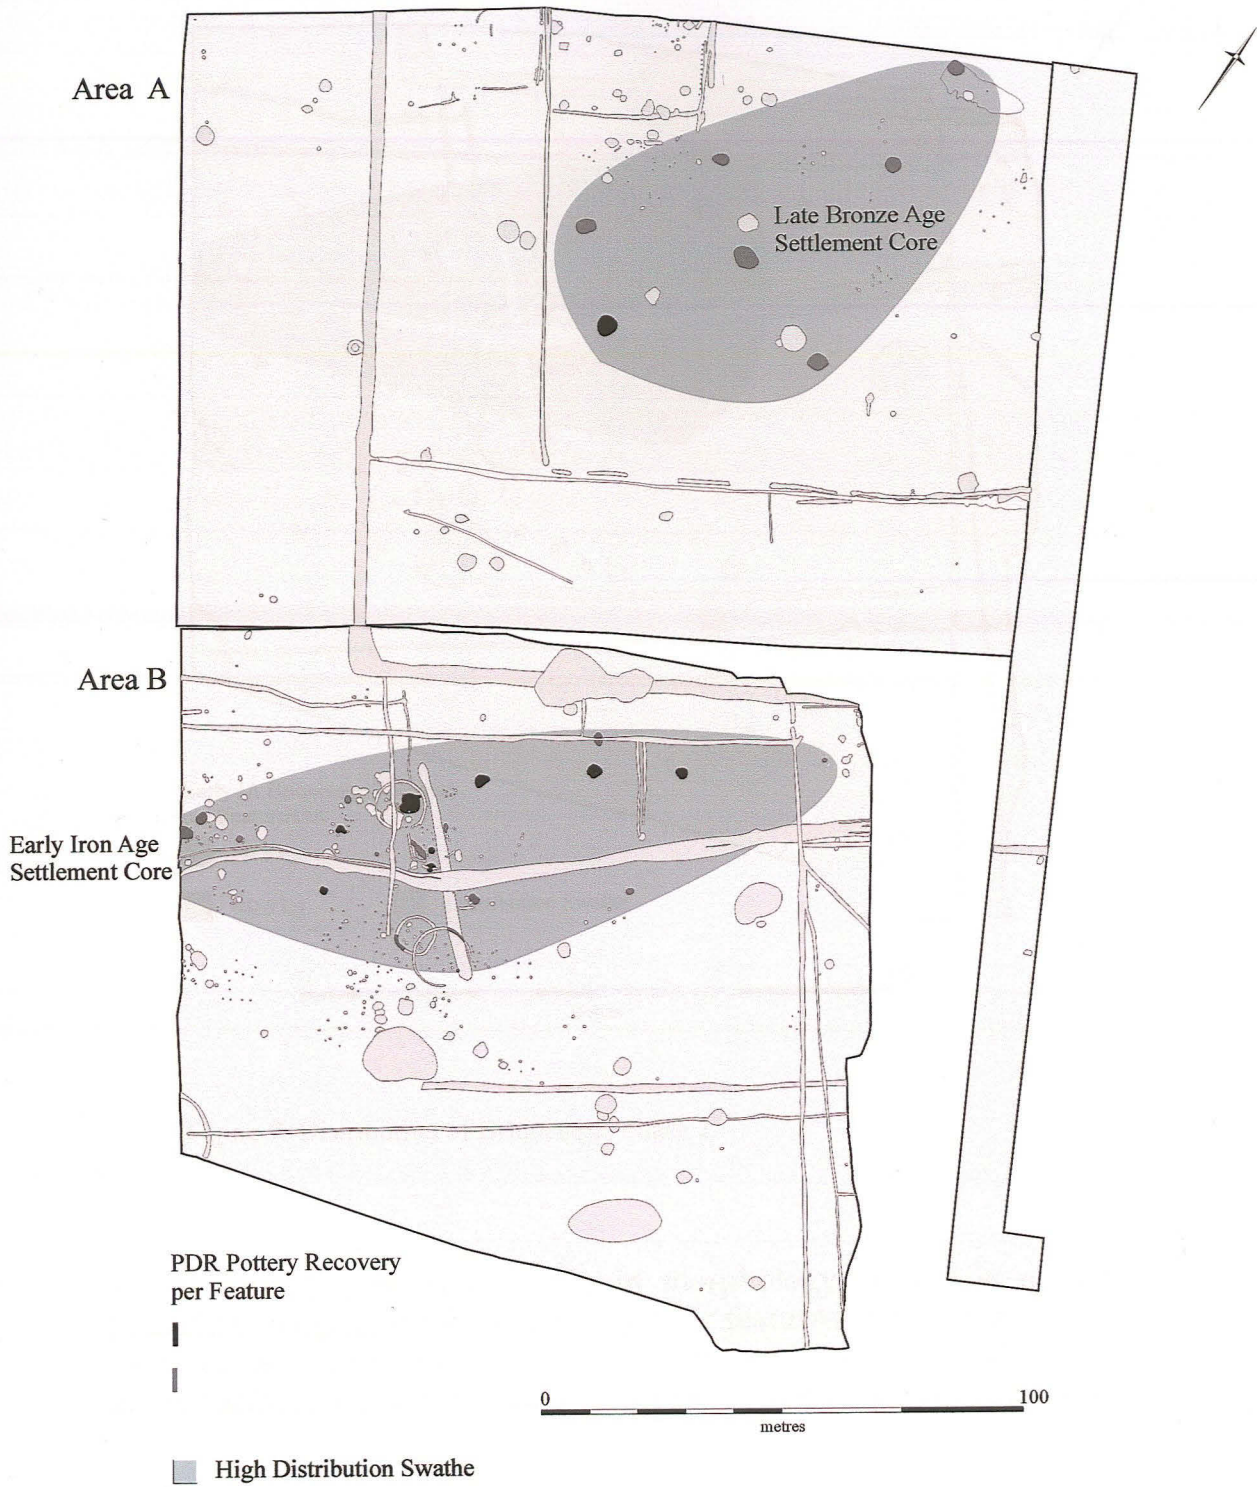 Area A
Late Bronze Age
Settlement Core
Area B
Early Iron Age
Settlement Core
PDR Pottery Recovery
per Feature
0
100
metres
High Distribution Swathe